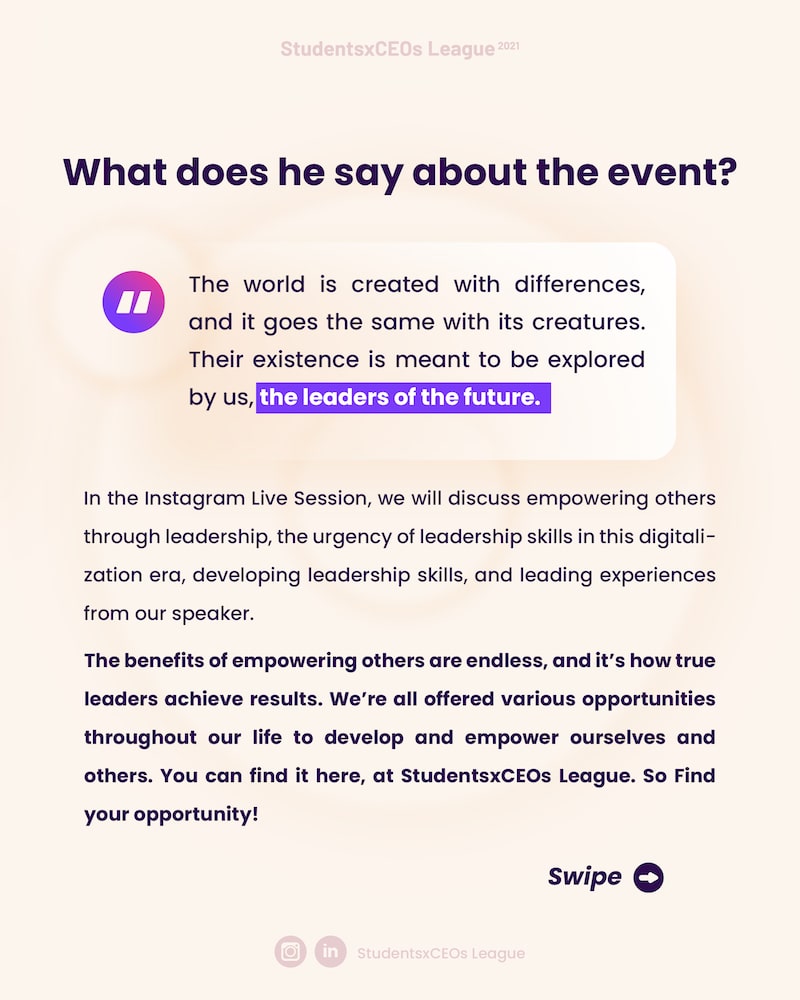 StudentsxCEOs League 2021
What does he say about the event?
The world is created with differences,
and it goes the same with its creatures.
Their existence is meant to be explored
by us, the leaders of the future.
In the Instagram Live Session, we will discuss empowering others
through leadership, the urgency of leadership skills in this digitali-
zation era, developing leadership skills, and leading experiences
from our speaker.
The benefits of empowering others are endless, and it’s how true
leaders achieve results. We’re all offered various opportunities
throughout our life to develop and empower ourselves and
others. You can find it here, at StudentsxCEOs League. So Find
your opportunity!
Swipe
in StudentsxCEOs League